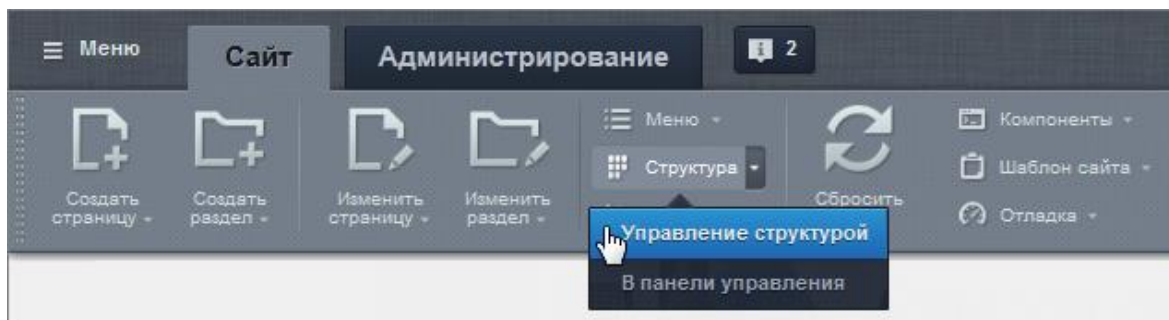 Меню
Сайт
Администрирование
2
Создать
страницу
Создать
раздел
Изменить
страницу
Изменить
раздел
Меню
Структура
Сбросить
Компоненты
Шаблон сайта
Отладка
Управление структурой
В панели управления